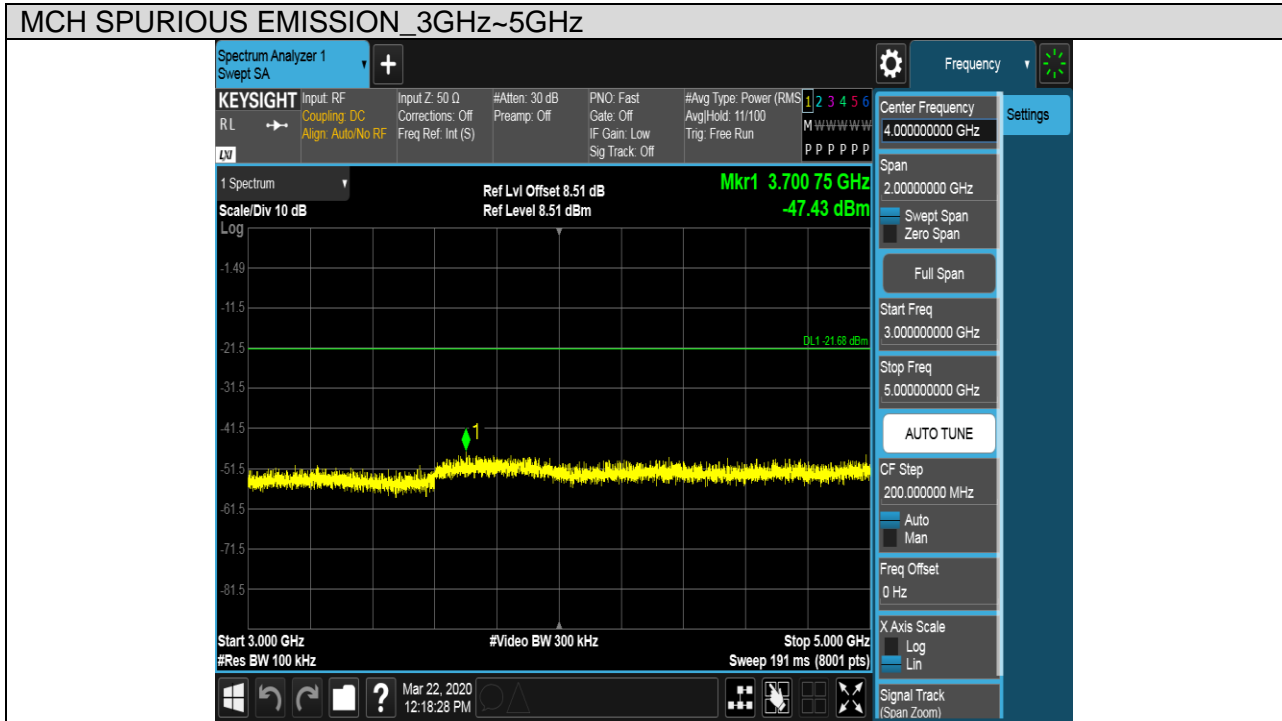 MCH SPURIOUS EMISSION_3GHz~5GHz
Spectrum Analyzer 1
Swept SA
+
Frequency
KEYSIGHT
RL
LXI
Input: RF
Coupling: DC
Align: Auto/No RF
Input Z: 50 Ω
Corrections: Off
Freq Ref: Int (S)
#Atten: 30 dB
Preamp: Off
PNO: Fast
Gate: Off
IF Gain: Low
Sig Track: Off
#Avg Type: Power (RMS
Avg|Hold: 11/100
Trig: Free Run
1 2 3 4 5 6
M W W W W W
P P P P P P
1 Spectrum
Scale/Div 10 dB
Log
Ref Lvl Offset 8.51 dB
Ref Level 8.51 dBm
Mkr1 3.700 75 GHz
-47.43 dBm
-1.49
-11.5
-21.5
DL1 -21.68 dBm
-31.5
-41.5
1
-51.5
-61.5
-71.5
-81.5
Start 3.000 GHz
#Res BW 100 kHz
#Video BW 300 kHz
Stop 5.000 GHz
Sweep 191 ms (8001 pts)
?
Mar 22, 2020
12:18:28 PM
Center Frequency
4.000000000 GHz
Settings
Span
2.00000000 GHz
Swept Span
Zero Span
Full Span
Start Freq
3.000000000 GHz
Stop Freq
5.000000000 GHz
AUTO TUNE
CF Step
200.000000 MHz
Auto
Man
Freq Offset
0 Hz
X Axis Scale
Log
Lin
Signal Track
(Span Zoom)